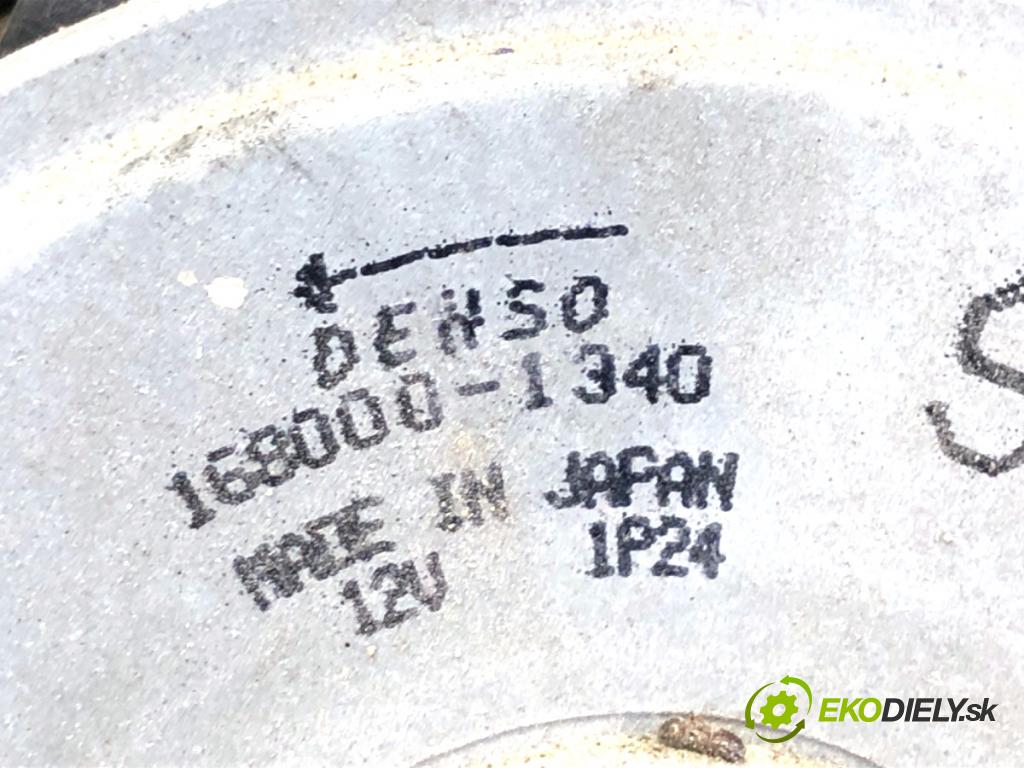 DENSO
168000-1340
MADE IN JAPAN
12V 1P24
S
EKODIELY.sk